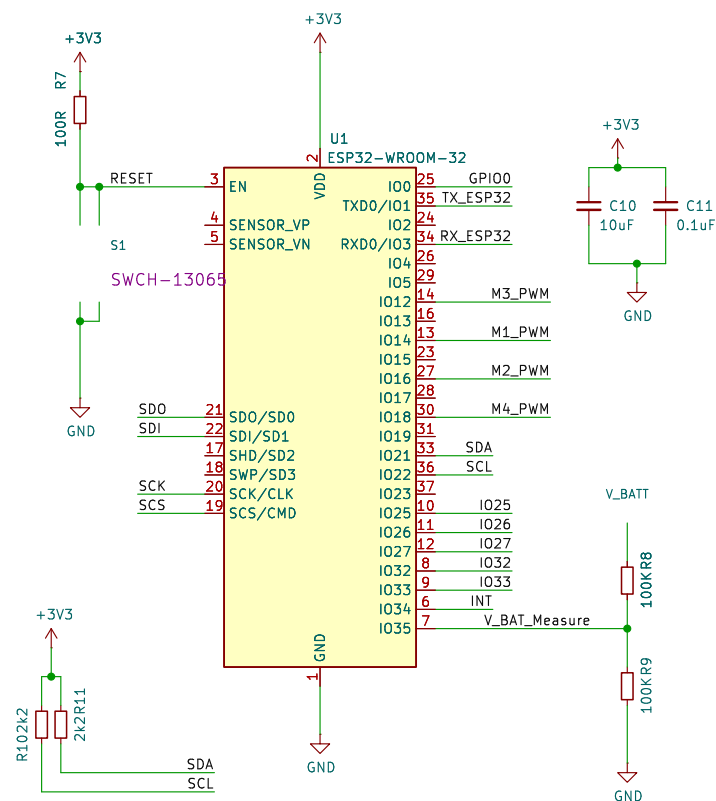 +3V3
+3V3
R7
100R
U1
ESP32-WROOM-32
2
VDD
+3V3
RESET
3
EN
IO0
25
GPIO0
TXD0/IO1
35
TX_ESP32
4
SENSOR_VP
IO2
24
5
SENSOR_VN
RXD0/IO3
34
RX_ESP32
C10
10uF
C11
0.1uF
S1
SWCH-13065
IO4
26
IO5
29
IO12
14
M3_PWM
GND
IO13
16
IO14
13
M1_PWM
IO15
23
IO16
27
M2_PWM
IO17
28
SDO
21
SDO/SD0
IO18
30
M4_PWM
GND
SDI
22
SDI/SD1
IO19
31
17
SHD/SD2
IO21
33
SDA
18
SWP/SD3
IO22
36
SCL
SCK
20
SCK/CLK
IO23
37
V_BATT
SCS
19
SCS/CMD
IO25
10
IO25
IO26
11
IO26
IO27
12
IO27
IO32
8
IO32
R8
100K
IO33
9
IO33
IO34
6
INT
IO35
7
V_BAT_Measure
+3V3
GND
1
R9
100K
R10
2k2
R11
2k2
SDA
SCL
GND
GND